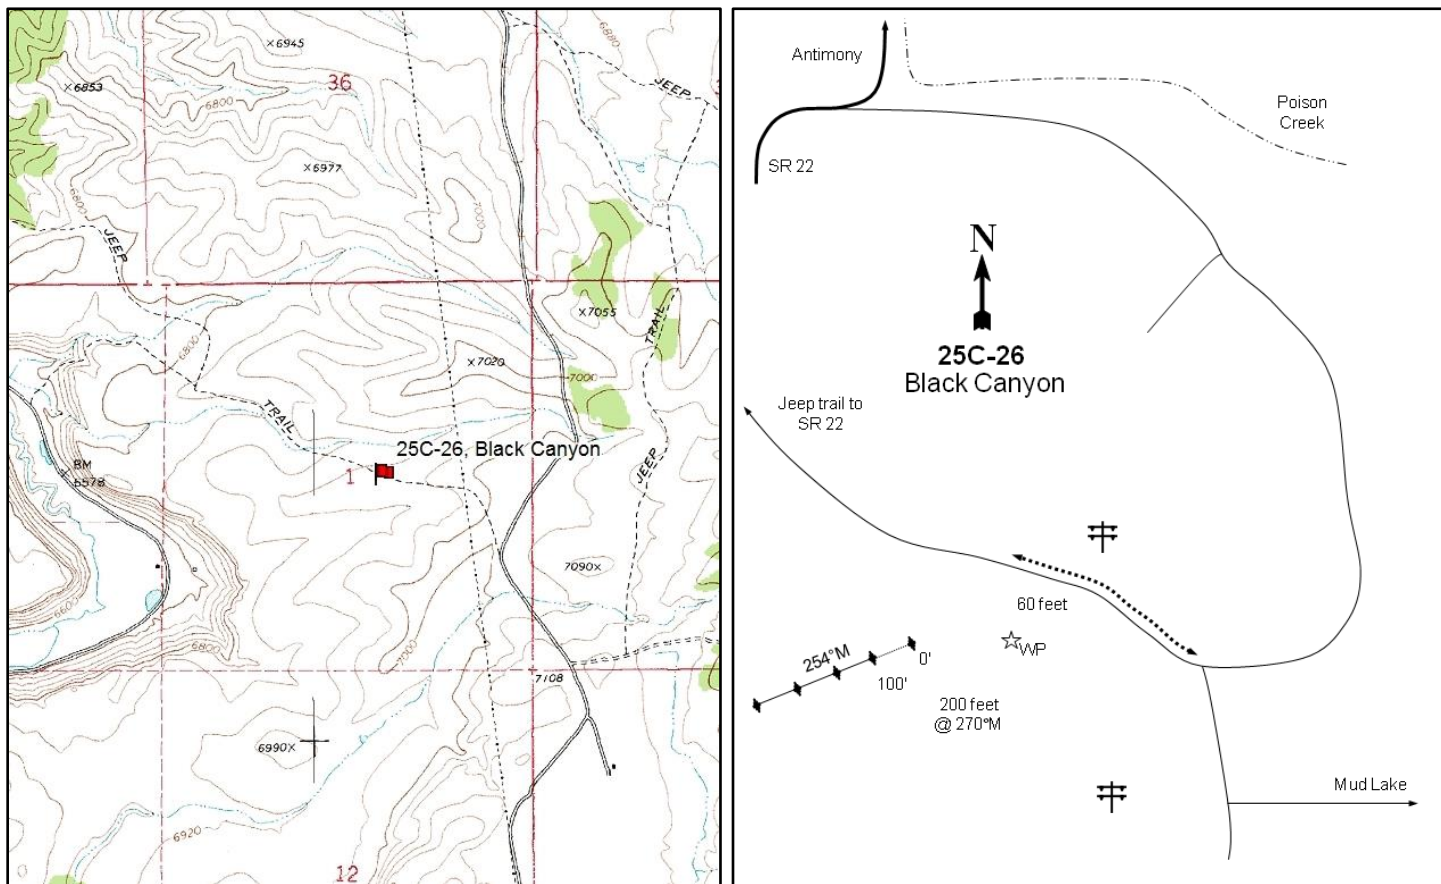 6945
6880
36
JEEP
6853
6800
6977
7000
6800
JEEP
7055
TRAIL
6800
7020
7000
TRAIL
25C-26, Black Canyon
BM
6578
1
JEEP
7090
6600
6800
7000
7108
6990
6920
12
Antimony
Poison
Creek
SR 22
N
25C-26
Black Canyon
Jeep trail to
SR 22
60 feet
WP
254°M
0'
100'
200 feet
@ 270°M
Mud Lake